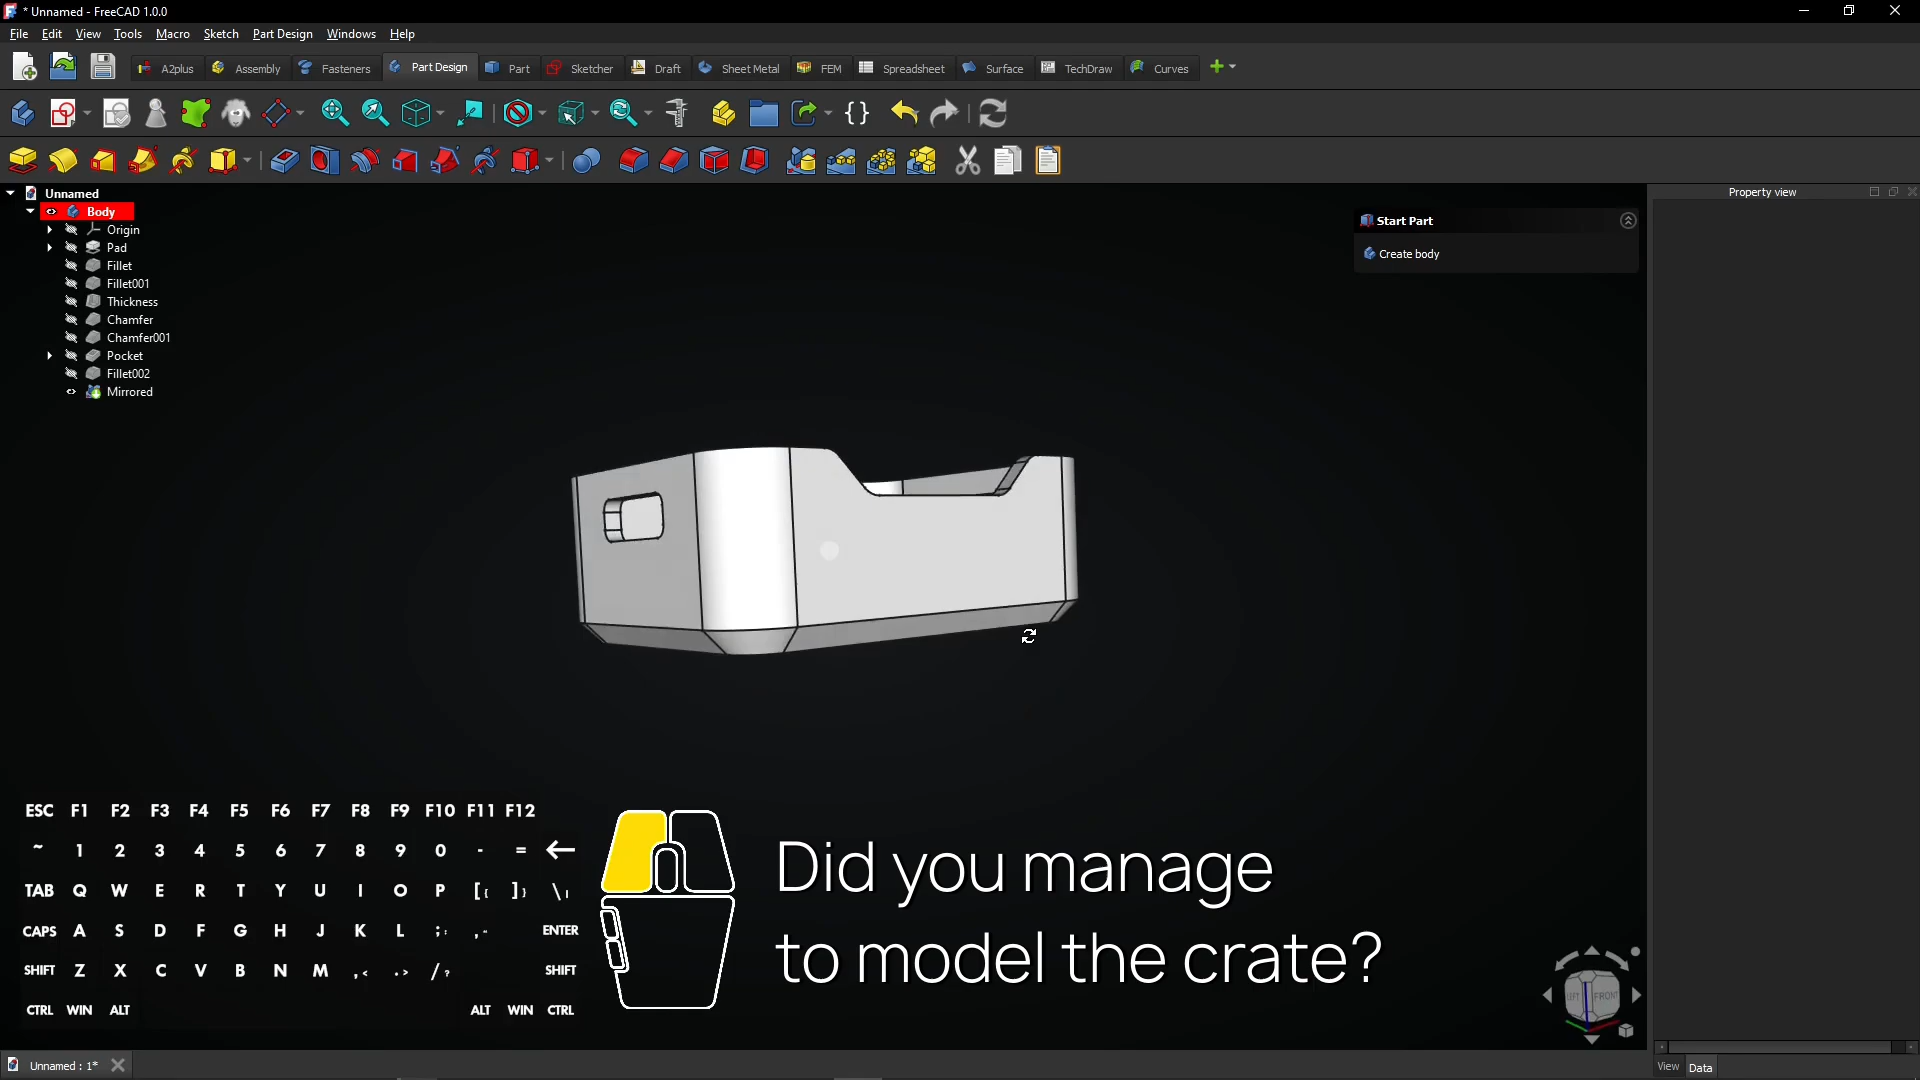 * Unnamed - FreeCAD 1.0.0
File Edit View Tools Macro Sketch Part Design Windows Help
A2plus Assembly Fasteners Part Design Part Sketcher Draft Sheet Metal FEM Spreadsheet Surface TechDraw Curves
Unnamed
Body
Origin
Pad
Fillet
Fillet001
Thickness
Chamfer
Chamfer001
Pocket
Fillet002
Mirrored
Start Part
Create body
Property view
ESC F1 F2 F3 F4 F5 F6 F7 F8 F9 F10 F11 F12
~ 1 2 3 4 5 6 7 8 9 0 - =
TAB Q W E R T Y U I O P [{ ]} \|
CAPS A S D F G H J K L ;: ," ENTER
SHIFT Z X C V B N M ,< .> /? SHIFT
CTRL WIN ALT ALT WIN CTRL
Did you manage
to model the crate?
LEFT FRONT
Unnamed : 1*
View Data